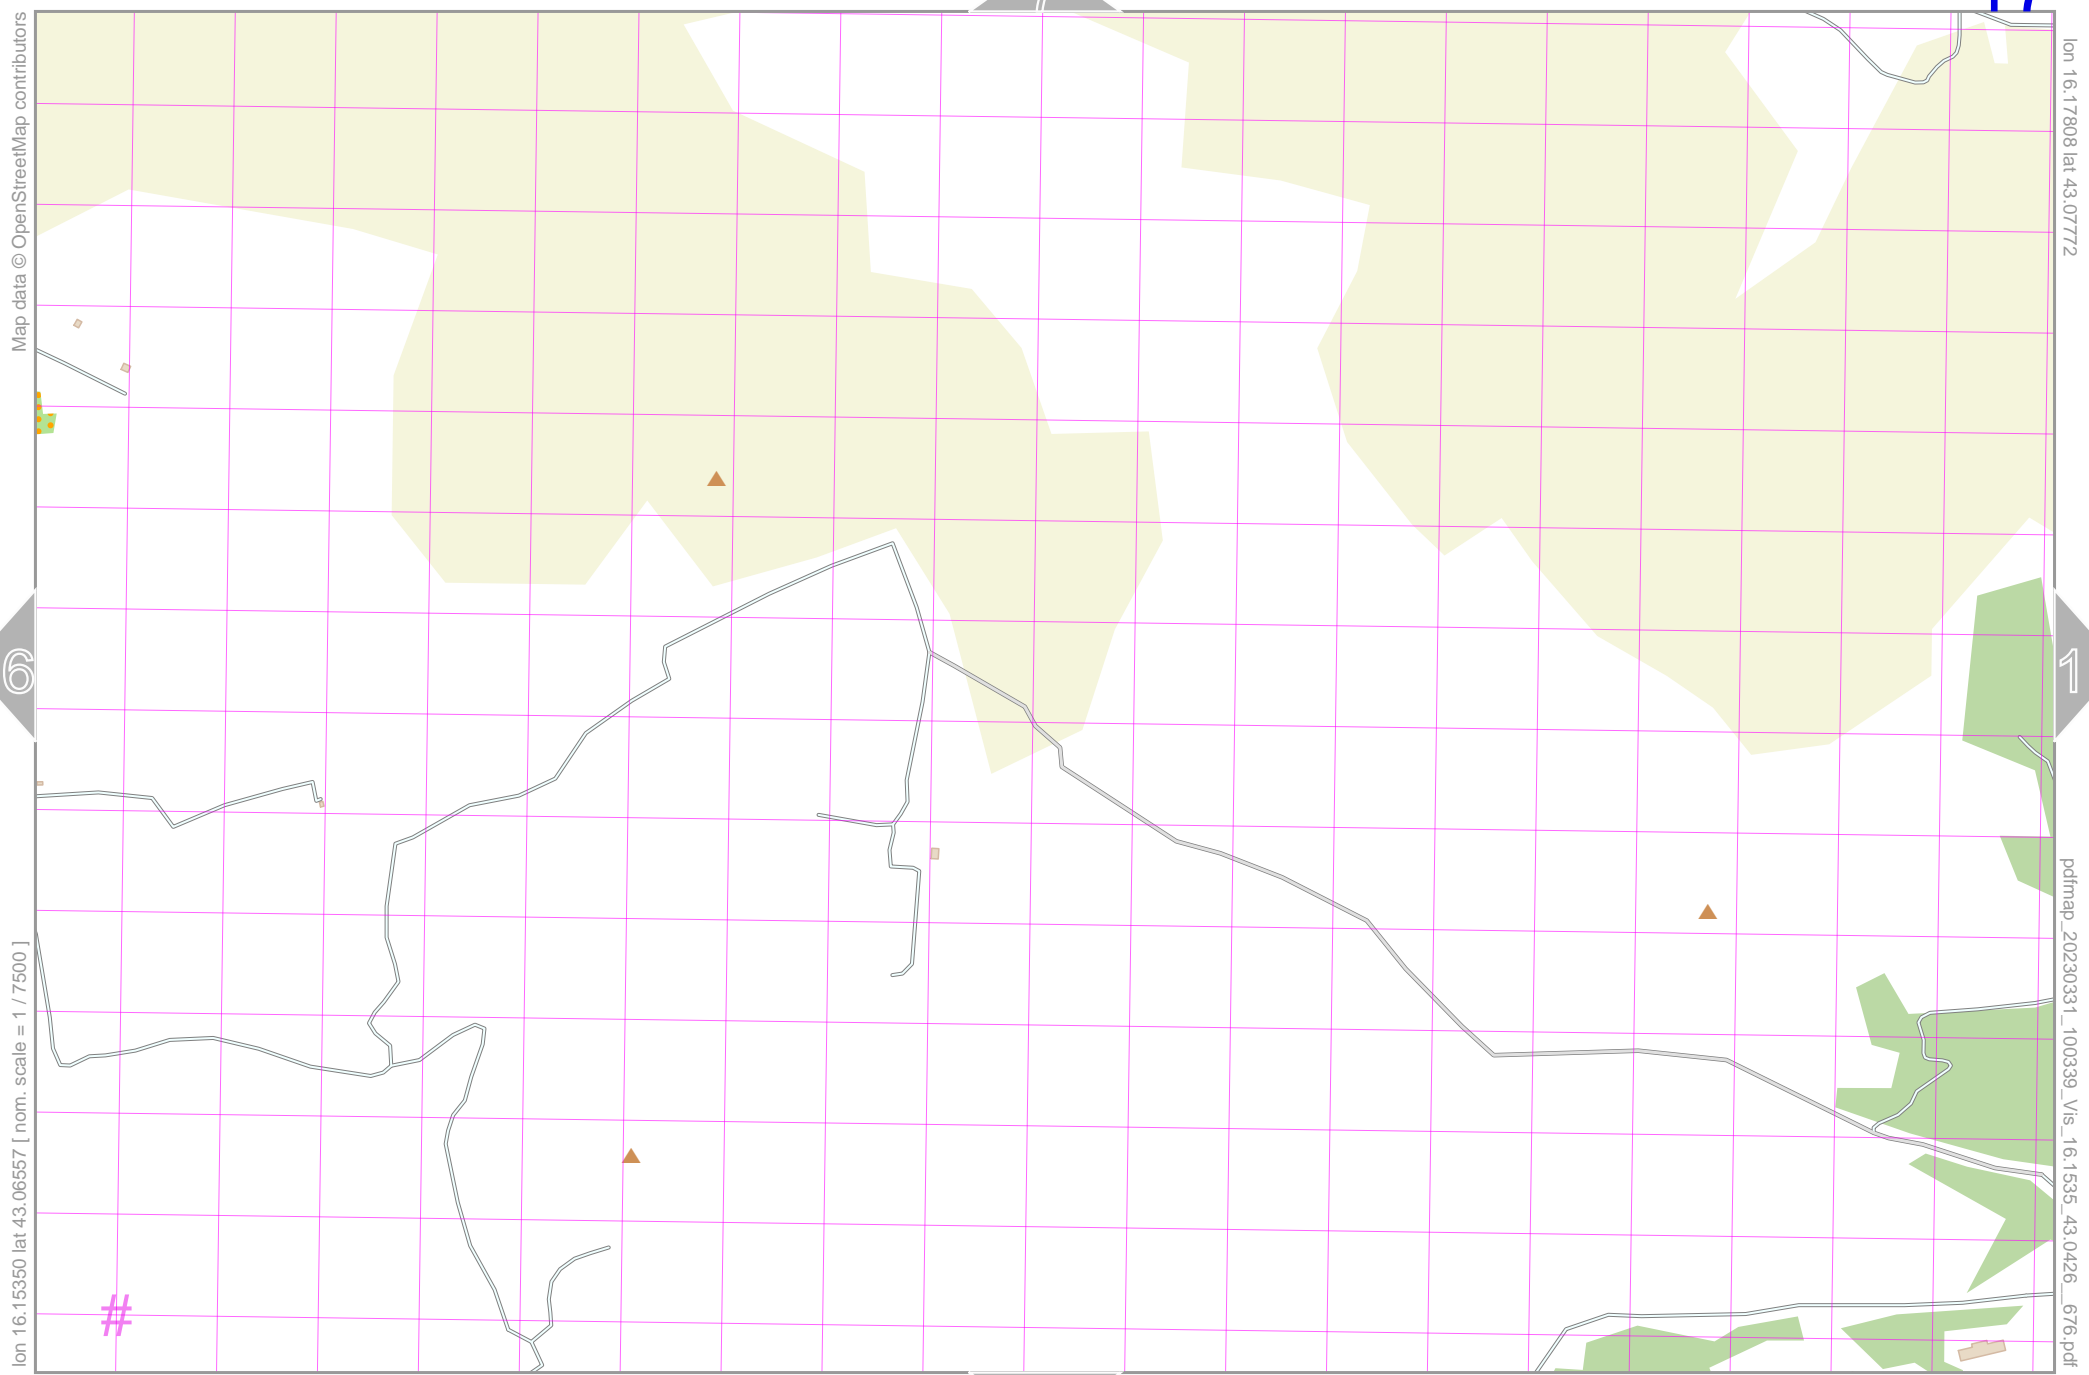 Map data © OpenStreetMap contributors
lon 16.17808 lat 43.07772
6
1
lon 16.15350 lat 43.06557 [ nom. scale = 1 / 7500 ]
pdfmap_20230331_100339_Vis_16.1535_43.0426__676.pdf
#